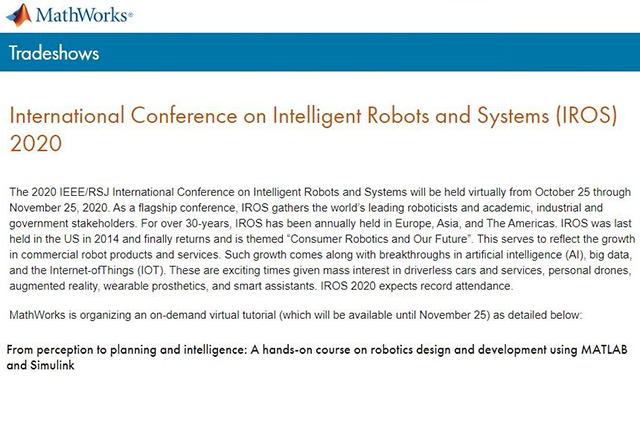 MathWorks®
Tradeshows
International Conference on Intelligent Robots and Systems (IROS)
2020
The 2020 IEEE/RSJ International Conference on Intelligent Robots and Systems will be held virtually from October 25 through
November 25, 2020. As a flagship conference, IROS gathers the world's leading roboticists and academic, industrial and
government stakeholders. For over 30-years, IROS has been annually held in Europe, Asia, and The Americas. IROS was last
held in the US in 2014 and finally returns and is themed “Consumer Robotics and Our Future”. This serves to reflect the growth
in commercial robot products and services. Such growth comes along with breakthroughs in artificial intelligence (AI), big data,
and the Internet-ofThings (IOT). These are exciting times given mass interest in driverless cars and services, personal drones,
augmented reality, wearable prosthetics, and smart assistants. IROS 2020 expects record attendance.
MathWorks is organizing an on-demand virtual tutorial (which will be available until November 25) as detailed below:
From perception to planning and intelligence: A hands-on course on robotics design and development using MATLAB
and Simulink